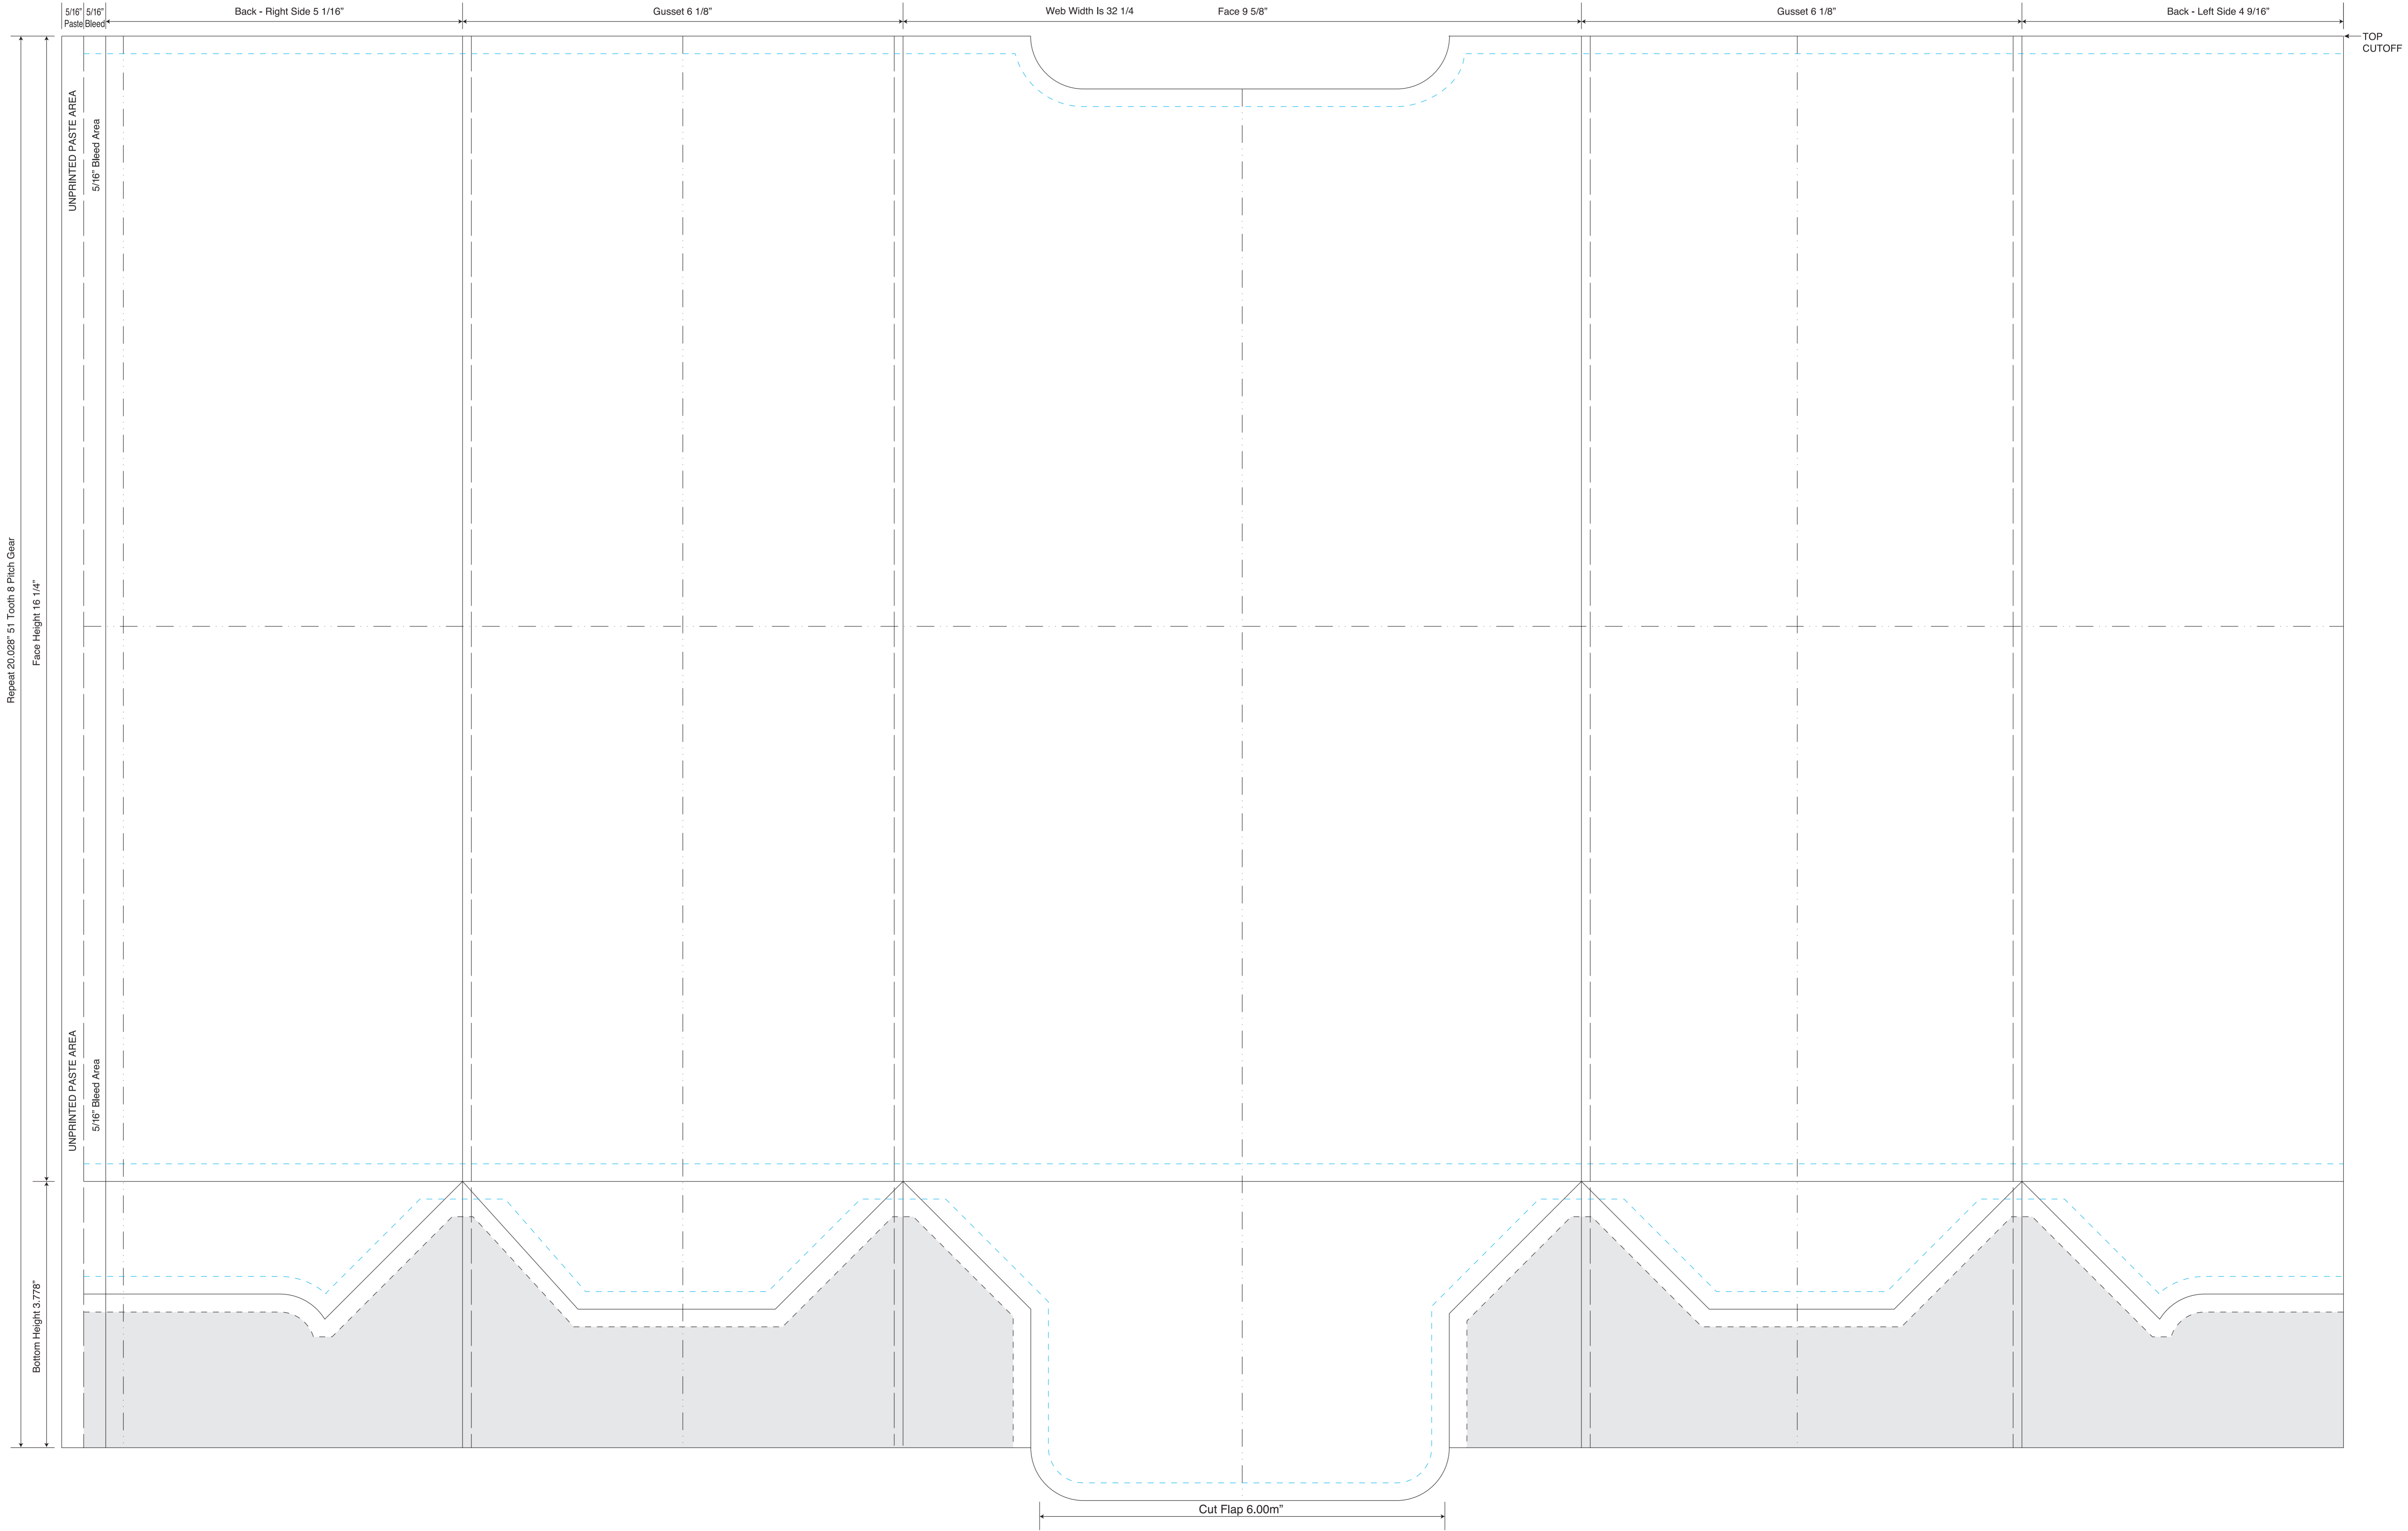 5/16" 5/16"
Paste Bleed
Back - Right Side 5 1/16"
Gusset 6 1/8"
Web Width Is 32 1/4
Face 9 5/8"
Gusset 6 1/8"
Back - Left Side 4 9/16"
TOP
CUTOFF
UNPRINTED PASTE AREA
5/16" Bleed Area
Repeat 20.028" 51 Tooth 8 Pitch Gear
Face Height 16 1/4"
UNPRINTED PASTE AREA
5/16" Bleed Area
Bottom Height 3.778"
Cut Flap 6.00m"